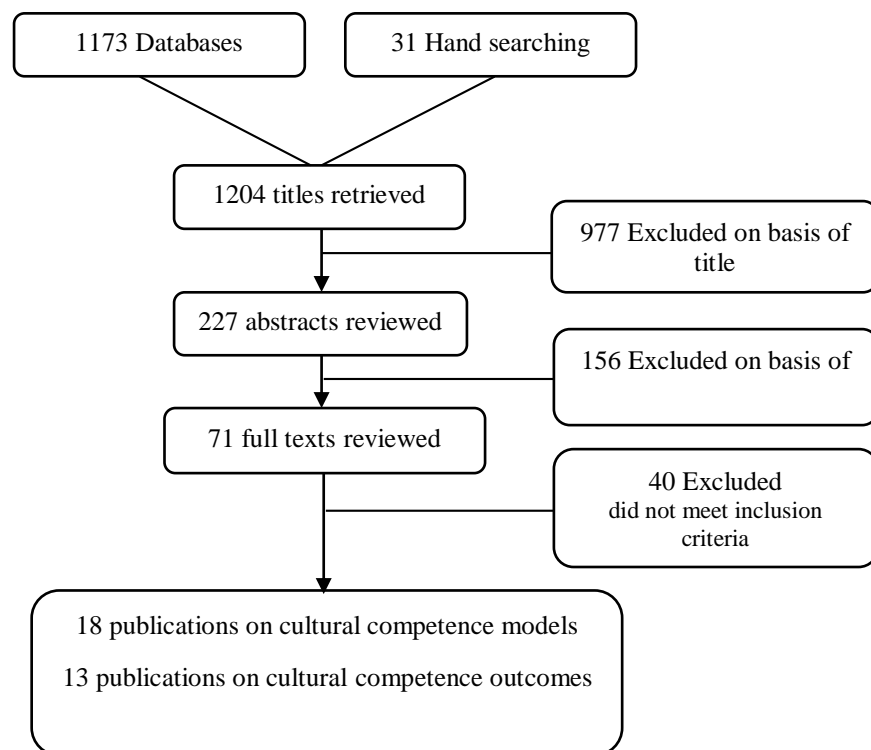 1173 Databases
31 Hand searching
1204 titles retrieved
977 Excluded on basis of
title
227 abstracts reviewed
156 Excluded on basis of
71 full texts reviewed
40 Excluded
did not meet inclusion
criteria
18 publications on cultural competence models
13 publications on cultural competence outcomes